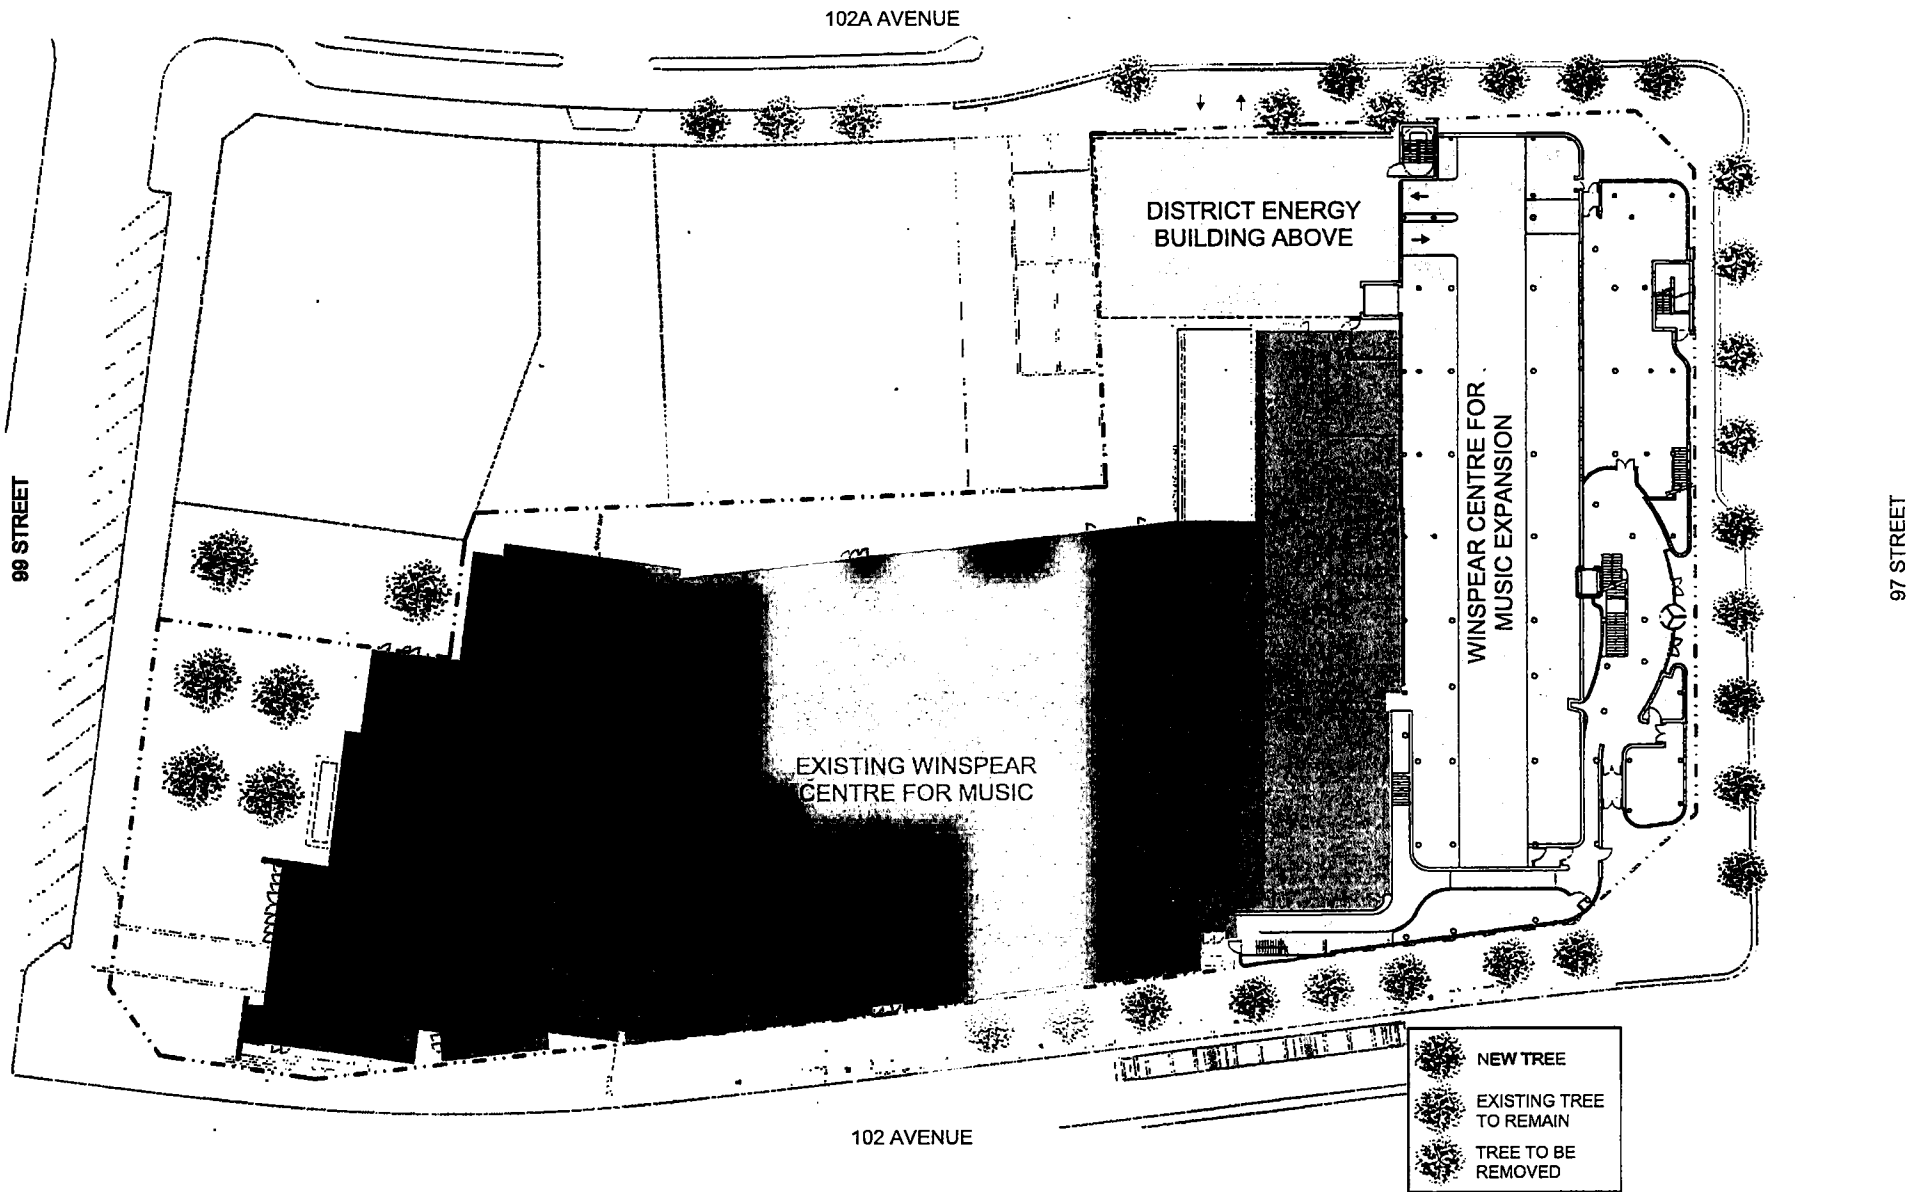 102A AVENUE
DISTRICT ENERGY
BUILDING ABOVE
WINSPEAR CENTRE FOR
MUSIC EXPANSION
99 STREET
97 STREET
EXISTING WINSPEAR
CENTRE FOR MUSIC
NEW TREE
EXISTING TREE
TO REMAIN
TREE TO BE
REMOVED
102 AVENUE